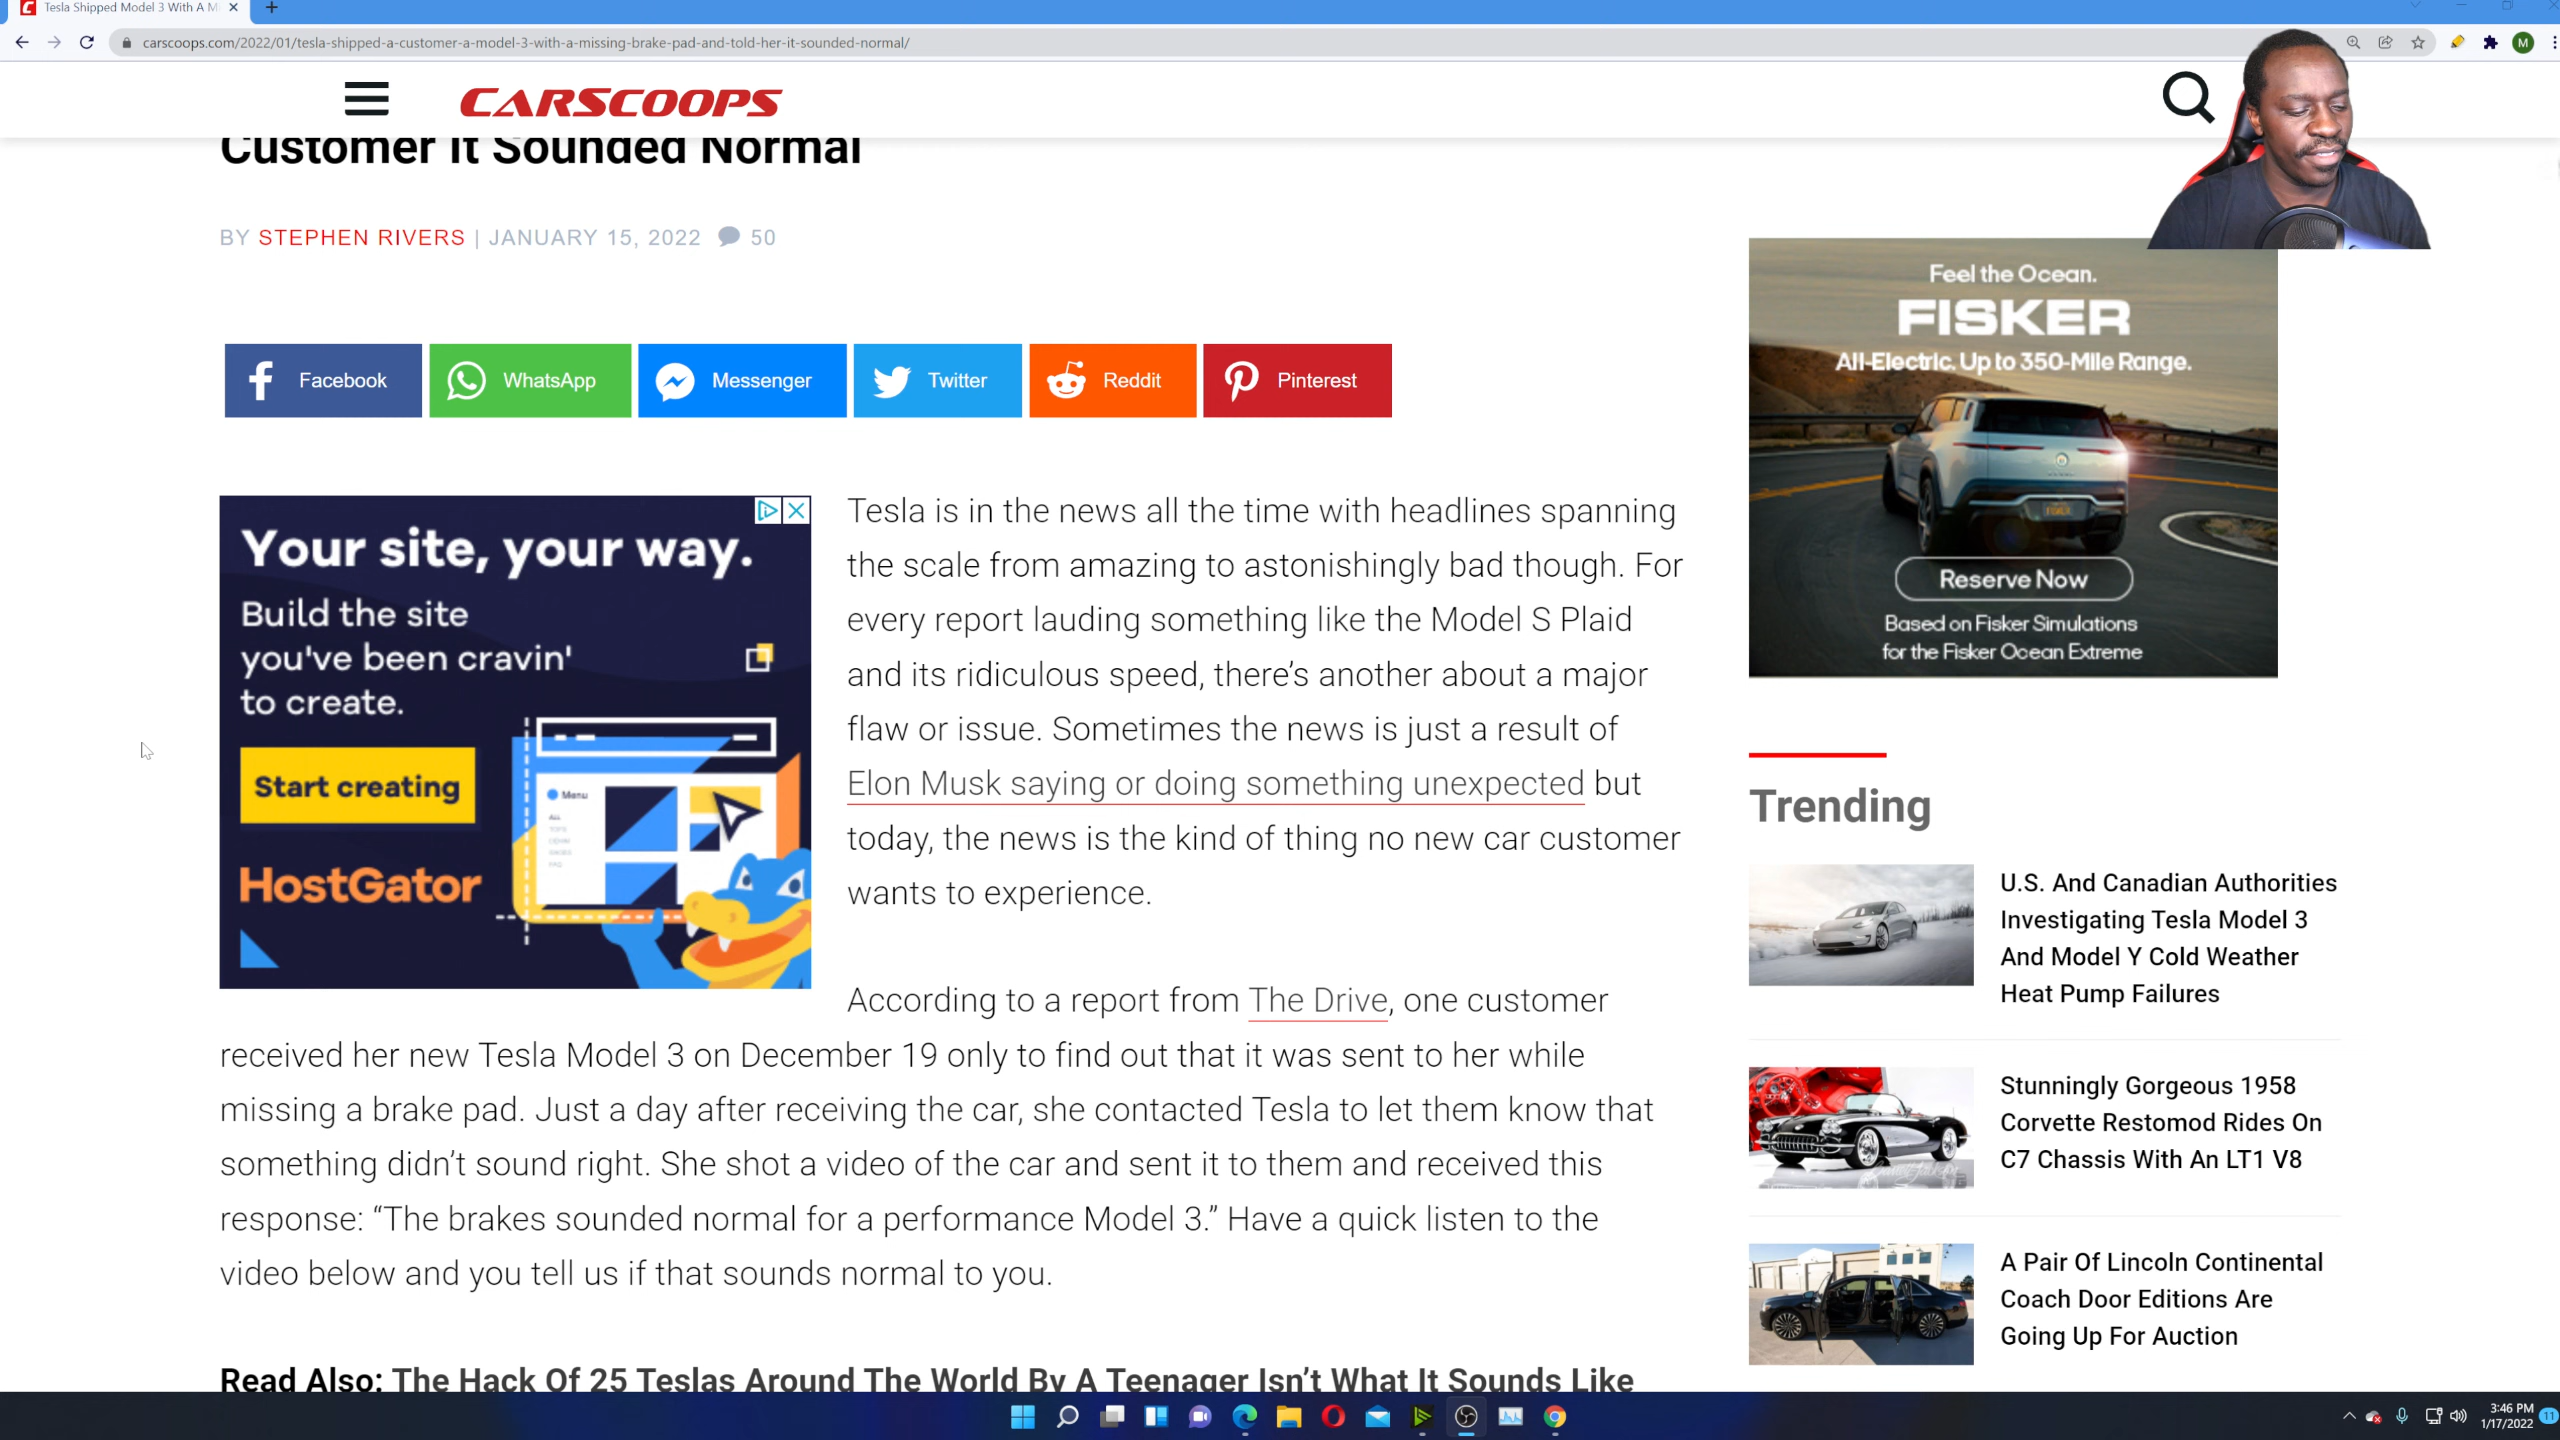 Tesla Shipped Model 3 With A M
carscoops.com/2022/01/tesla-shipped-a-customer-a-model-3-with-a-missing-brake-pad-and-told-her-it-sounded-normal/
M
CARSCOOPS
Customer It Sounded Normal
BY STEPHEN RIVERS | JANUARY 15, 2022 50
Facebook
WhatsApp
Messenger
Twitter
Reddit
Pinterest
Your site, your way.
Build the site
you've been cravin'
to create.
Start creating
HostGator
Menu
Tesla is in the news all the time with headlines spanning
the scale from amazing to astonishingly bad though. For
every report lauding something like the Model S Plaid
and its ridiculous speed, there’s another about a major
flaw or issue. Sometimes the news is just a result of
Elon Musk saying or doing something unexpected but
today, the news is the kind of thing no new car customer
wants to experience.
According to a report from The Drive, one customer
received her new Tesla Model 3 on December 19 only to find out that it was sent to her while
missing a brake pad. Just a day after receiving the car, she contacted Tesla to let them know that
something didn’t sound right. She shot a video of the car and sent it to them and received this
response: “The brakes sounded normal for a performance Model 3.” Have a quick listen to the
video below and you tell us if that sounds normal to you.
Read Also: The Hack Of 25 Teslas Around The World By A Teenager Isn’t What It Sounds Like
Feel the Ocean.
FISKER
All-Electric. Up to 350-Mile Range.
Reserve Now
Based on Fisker Simulations
for the Fisker Ocean Extreme
Trending
U.S. And Canadian Authorities
Investigating Tesla Model 3
And Model Y Cold Weather
Heat Pump Failures
Stunningly Gorgeous 1958
Corvette Restomod Rides On
C7 Chassis With An LT1 V8
A Pair Of Lincoln Continental
Coach Door Editions Are
Going Up For Auction
3:46 PM
1/17/2022
11